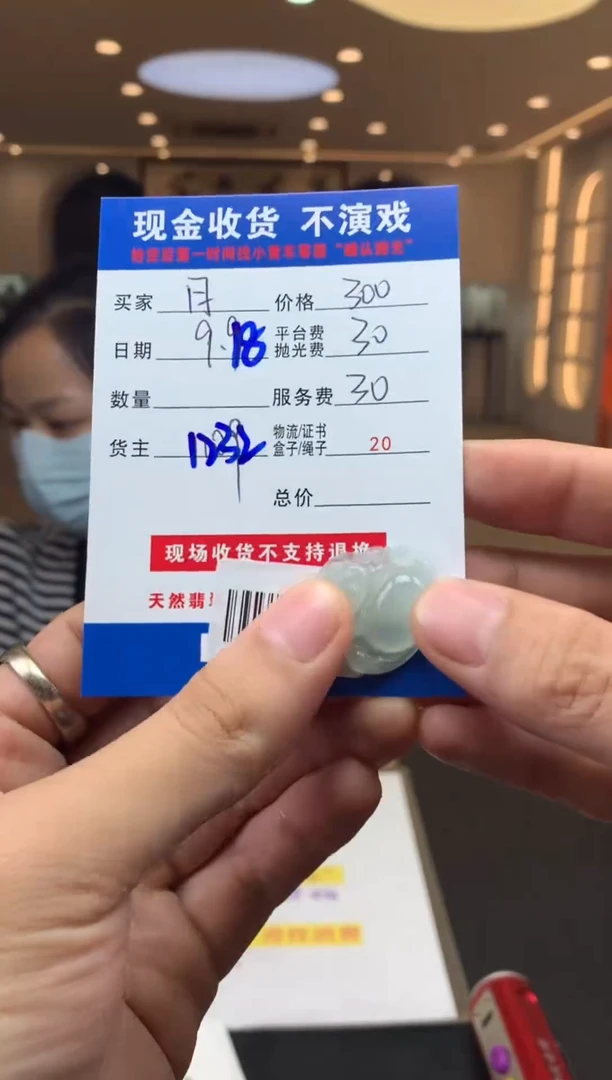 现金收货 不演戏
买家 月 价格 300
日期 9.18 平台费 抛光费 30
数量 服务费 30
货主 1232 物流/证书 盒子/绳子 20
总价
现场收货不支持退换
天然翡